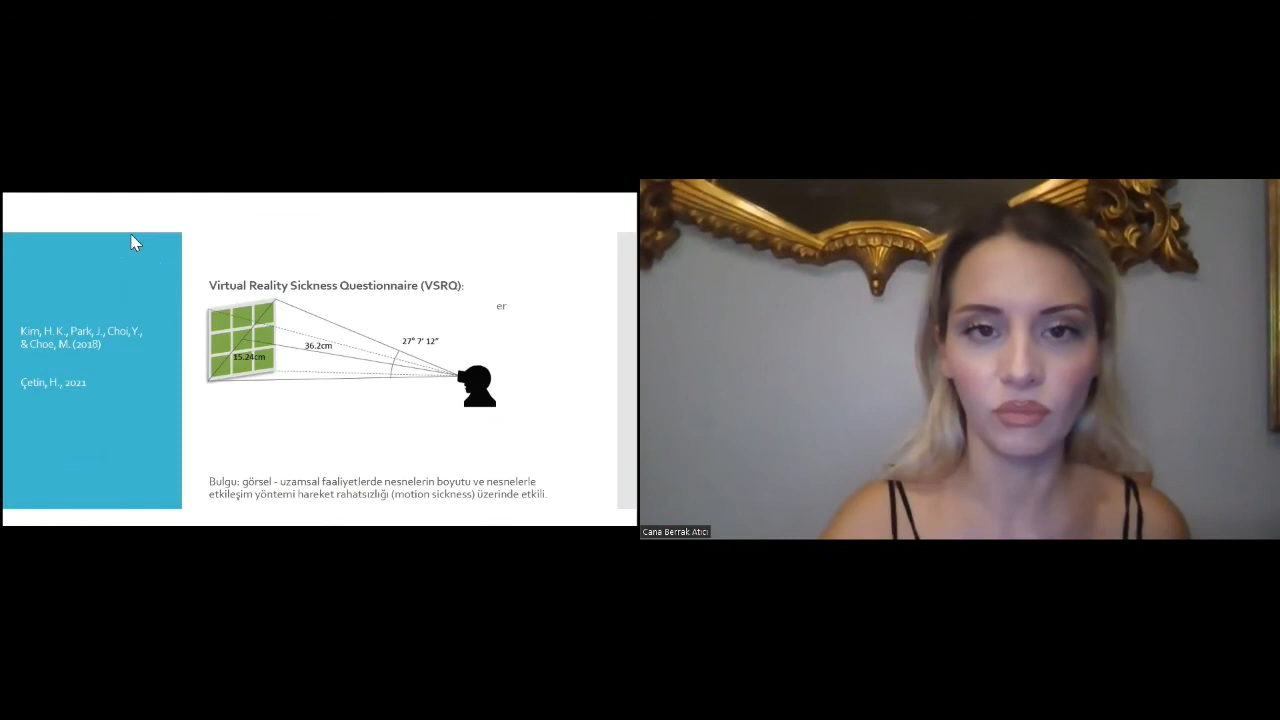 Kim, H. K., Park, J., Choi, Y.,
& Choe, M. (2018)
Çetin, H., 2021
Virtual Reality Sickness Questionnaire (VSRQ):
er
27° 7' 12"
36.2cm
15.24cm
Bulgu: görsel - uzamsal faaliyetlerde nesnelerin boyutu ve nesnelerle
etkileşim yöntemi hareket rahatsızlığı (motion sickness) üzerinde etkili.
Cana Berrak Atıcı